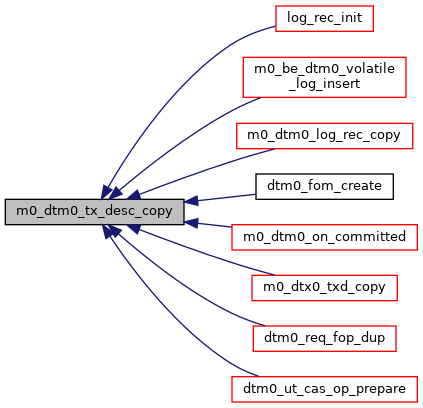 log_rec_init
m0_be_dtm0_volatile
_log_insert
m0_dtm0_log_rec_copy
dtm0_fom_create
m0_dtm0_tx_desc_copy
m0_dtm0_on_committed
m0_dtx0_txd_copy
dtm0_req_fop_dup
dtm0_ut_cas_op_prepare